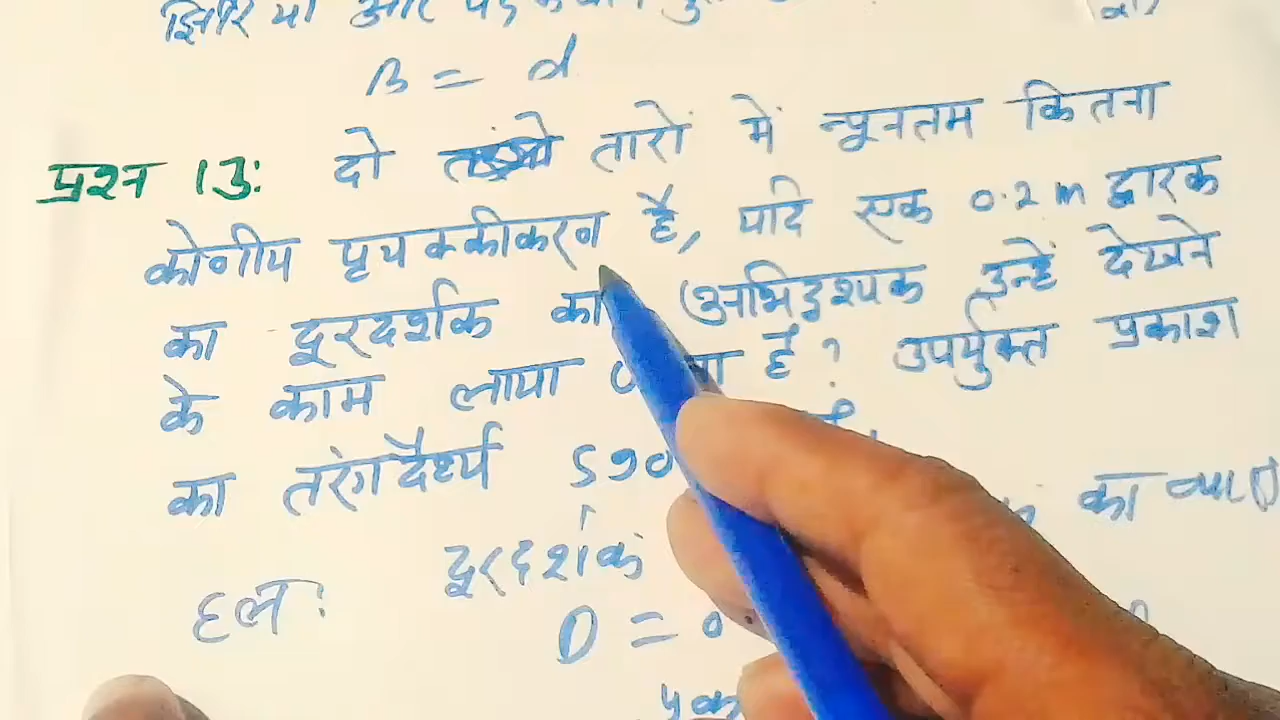 β = d
प्रश्न 13: दो तारों में न्यूनतम कितना
कोणीय पृथक्कीकरण है, यदि एक 0.2 m द्वारक
का दूरदर्शक का अभिदृश्यक उन्हें देखने
के काम लाया है? उपर्युक्त प्रकाश
का तरंगदैर्ध्य 590
दूरदर्शक का व्यास
हल:
D = 0.